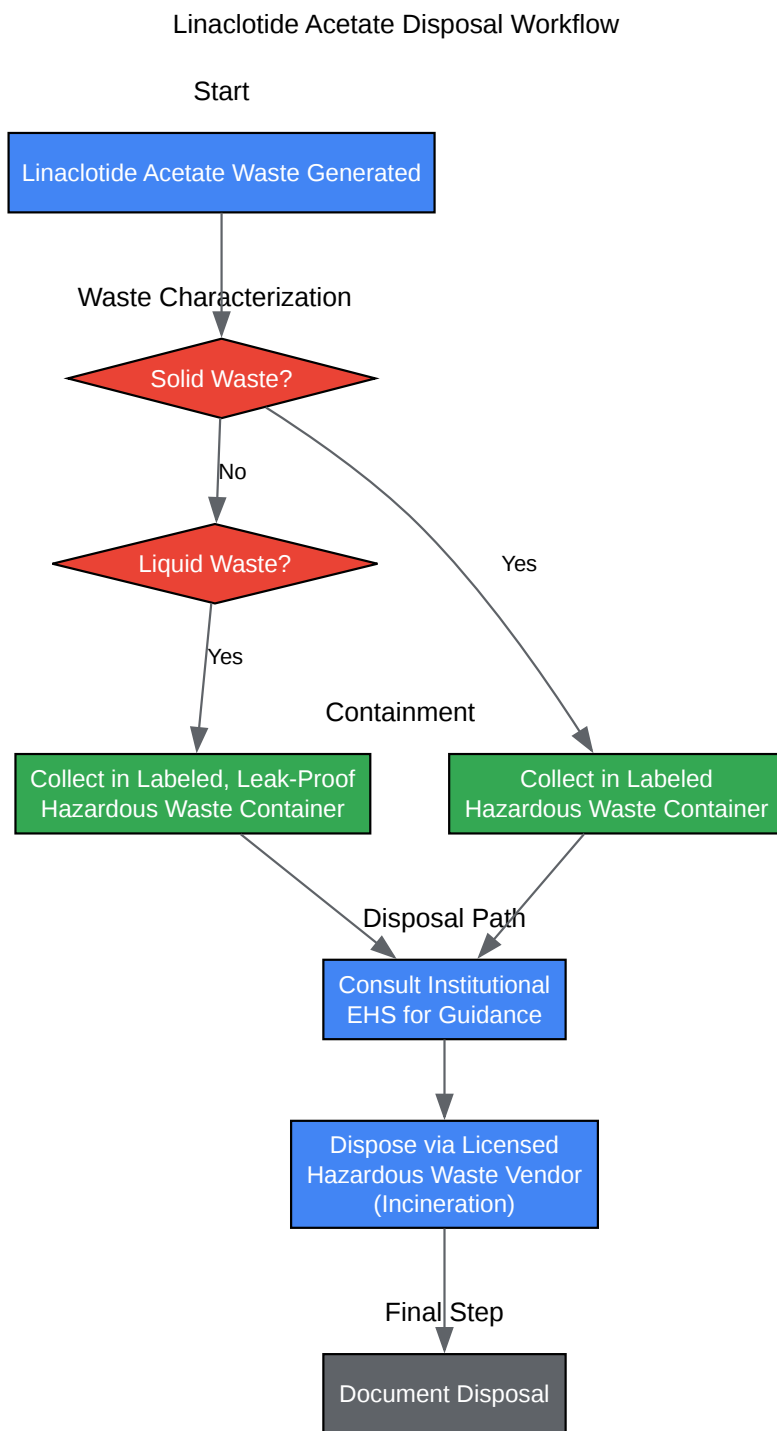 Linaclotide Acetate Disposal Workflow
Start
Linaclotide Acetate Waste Generated
Waste Characterization
Solid Waste?
No
Liquid Waste?
Yes
Yes
Containment
Collect in Labeled, Leak-Proof
Hazardous Waste Container
Collect in Labeled
Hazardous Waste Container
Disposal Path
Consult Institutional
EHS for Guidance
Dispose via Licensed
Hazardous Waste Vendor
(Incineration)
Final Step
Document Disposal